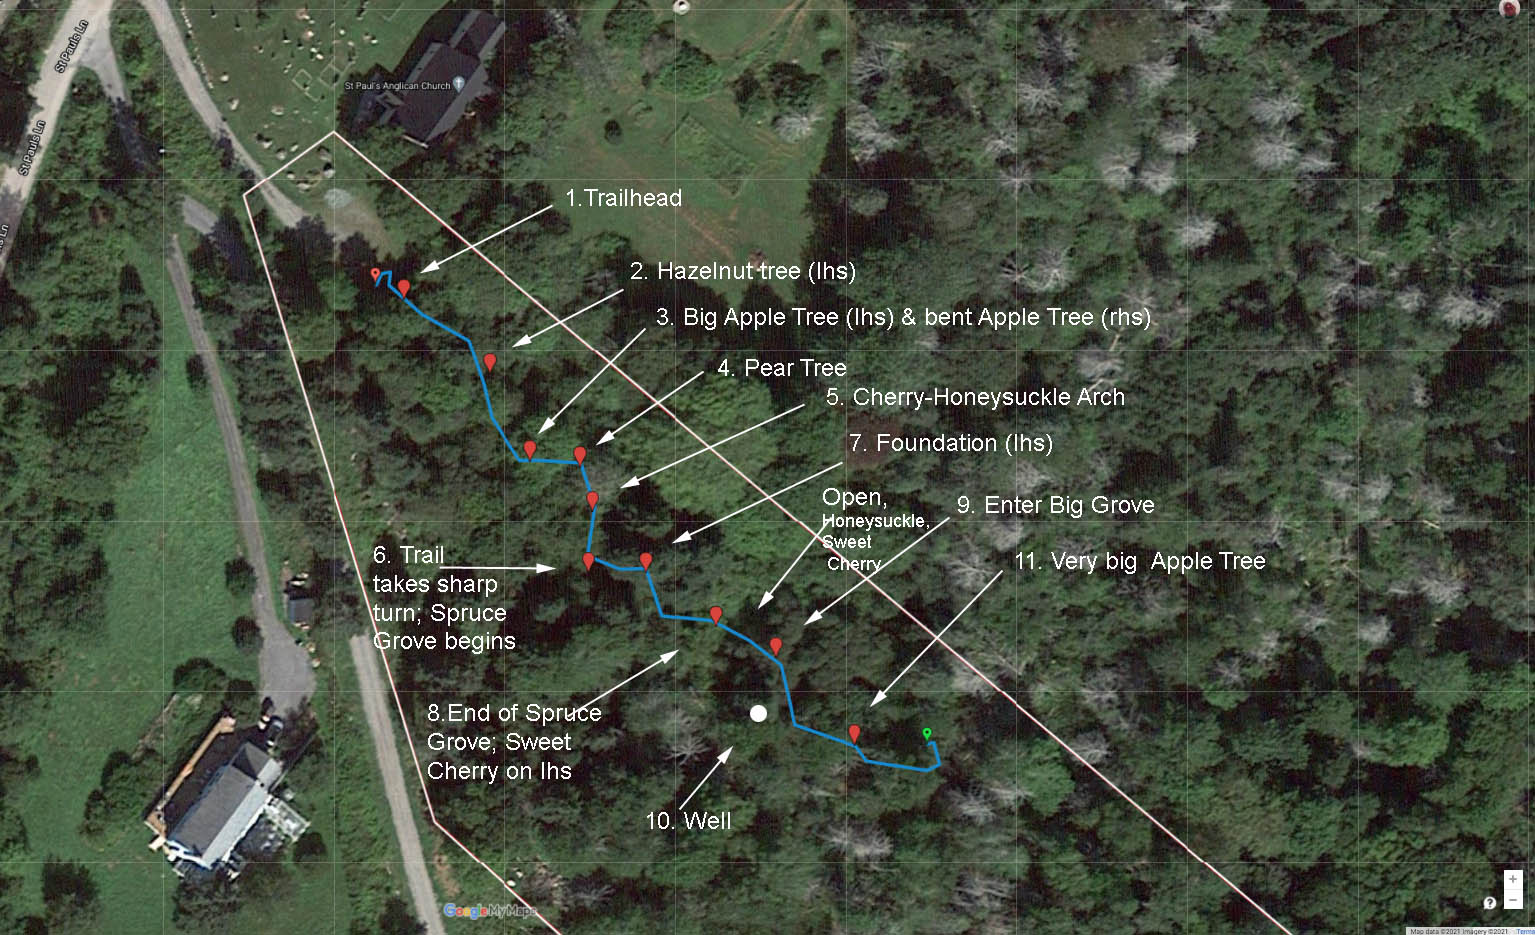 St Pauls Ln
St Paul's Anglican Church
St Pauls Ln
1.Trailhead
2. Hazelnut tree (lhs)
3. Big Apple Tree (lhs) & bent Apple Tree (rhs)
4. Pear Tree
5. Cherry-Honeysuckle Arch
7. Foundation (lhs)
Open,
Honeysuckle,
Sweet
Cherry
9. Enter Big Grove
6. Trail
takes sharp
turn; Spruce
Grove begins
11. Very big Apple Tree
8.End of Spruce
Grove; Sweet
Cherry on lhs
10. Well
Google My Maps
+
?
−
Map data ©2021 Imagery ©2021
Terms